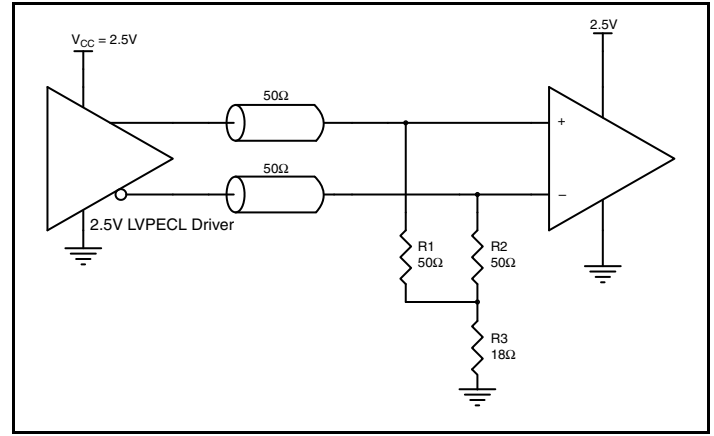 V_CC = 2.5V
2.5V
50Ω
+
50Ω
–
2.5V LVPECL Driver
R1
50Ω
R2
50Ω
R3
18Ω